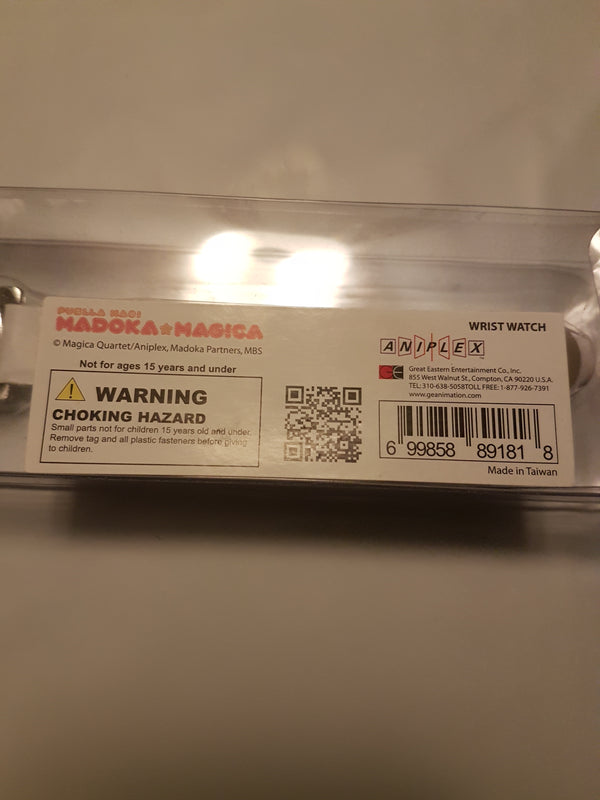 PUELLA MAGI
MADOKA★MAGICA
© Magica Quartet/Aniplex, Madoka Partners, MBS
Not for ages 15 years and under
WARNING
CHOKING HAZARD
Small parts not for children 15 years old and under.
Remove tag and all plastic fasteners before giving
to children.
WRIST WATCH
ANIPLEX
GE
Great Eastern Entertainment Co., Inc.
855 West Walnut St., Compton, CA 90220 U.S.A.
TEL: 310-638-5058TOLL FREE: 1-877-926-7391
www.geanimation.com
6 99858 89181 8
Made in Taiwan